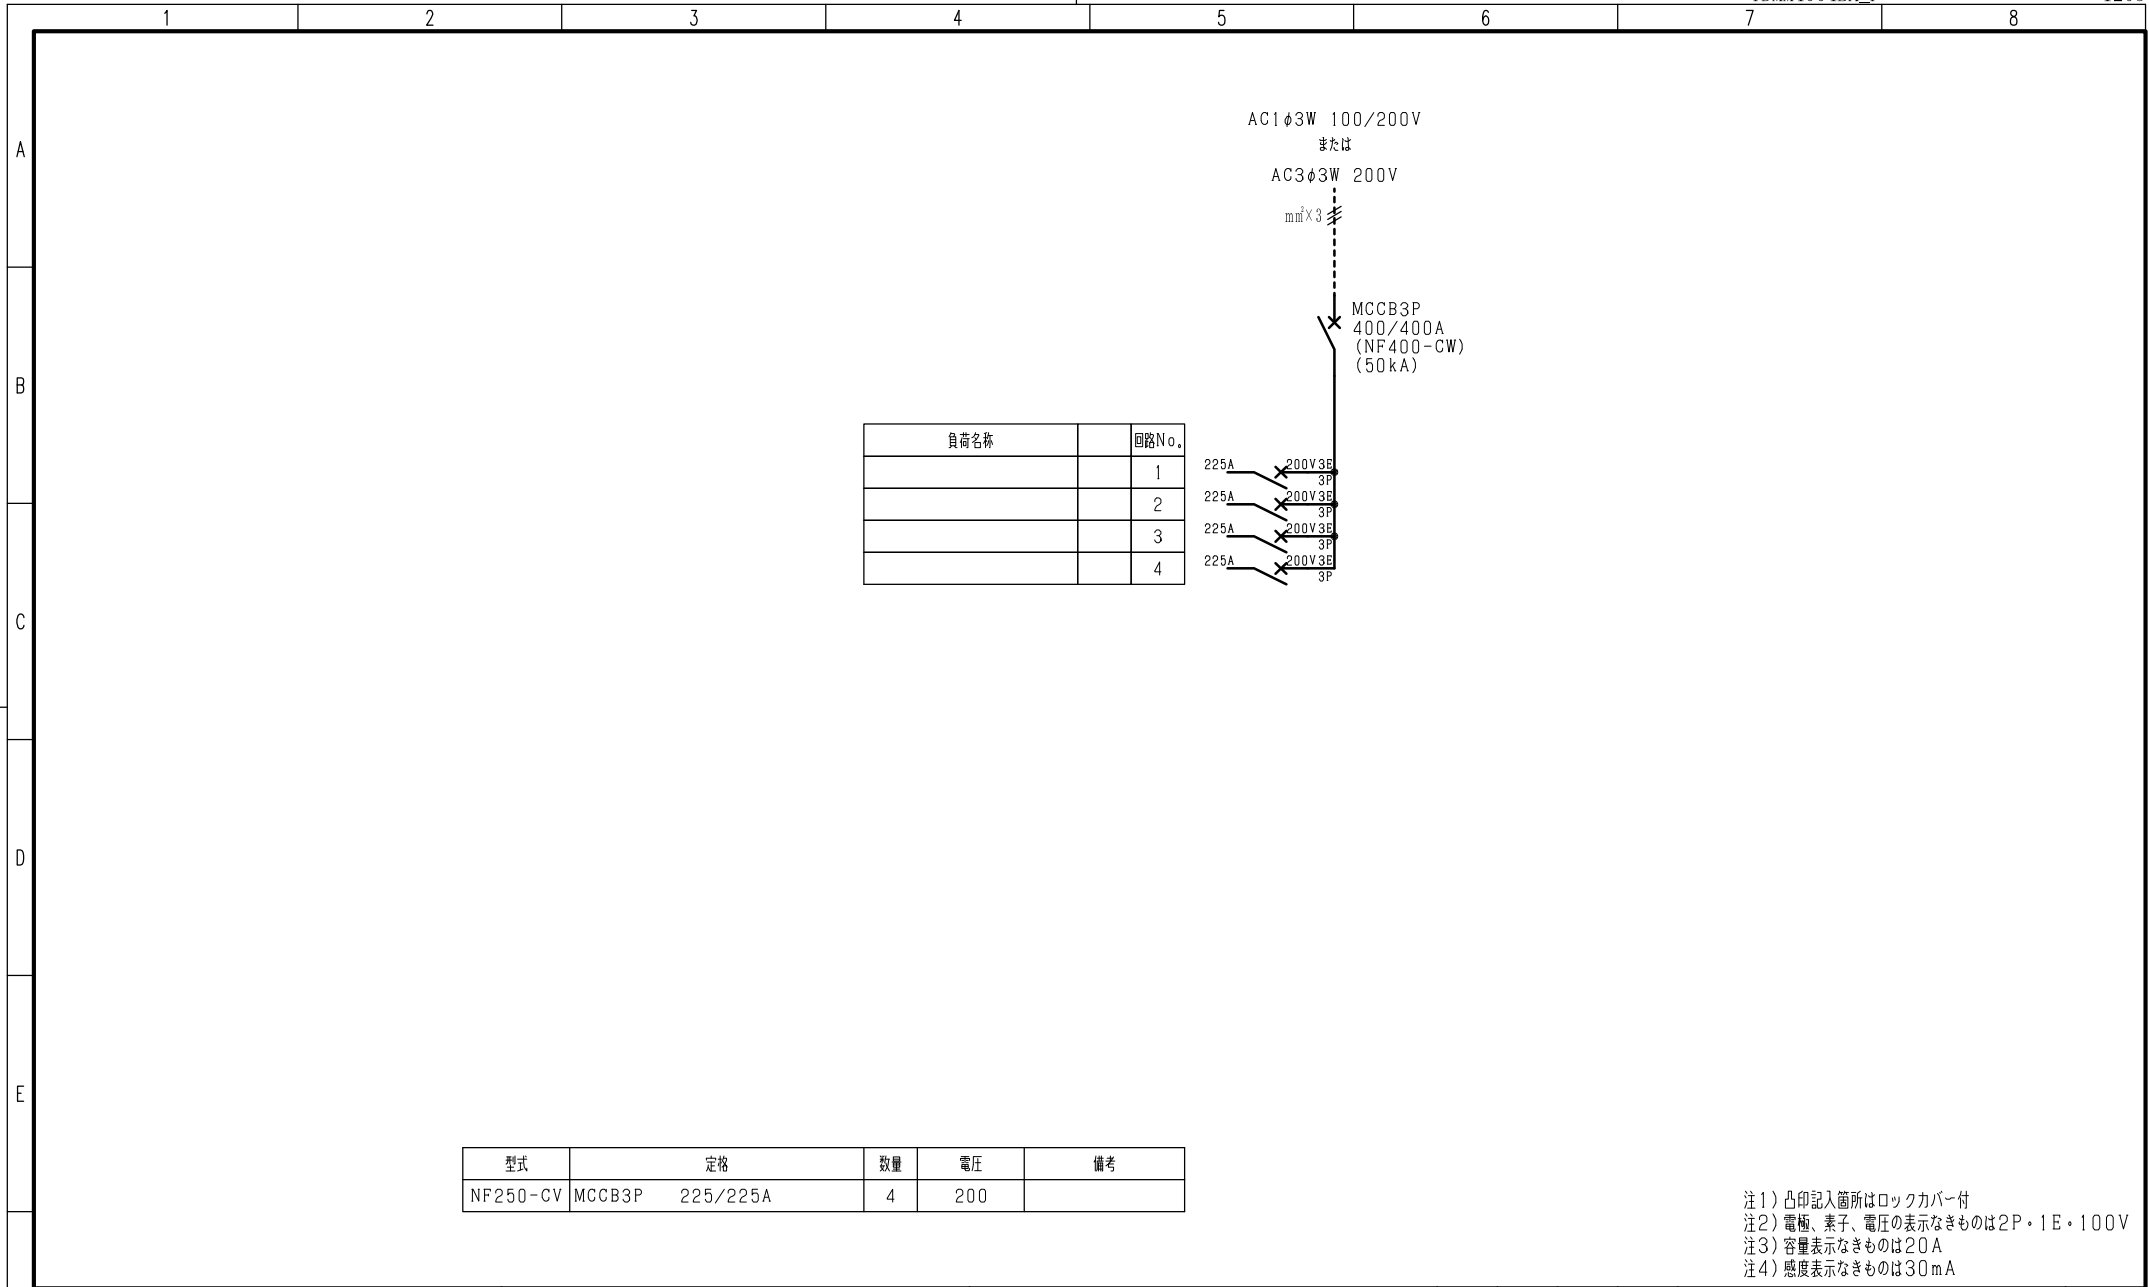 1 2 3 4 5 6 7 8
A
AC1φ3W 100/200V
または
AC3φ3W 200V
mm²×3
B
MCCB3P
400/400A
(NF400-CW)
(50kA)
負荷名称 回路No。
1 225A 200V3E
3P
2 225A 200V3E
3P
3 225A 200V3E
3P
4 225A 200V3E
3P
C
D
E
型式 定格 数量 電圧 備考
NF250-CV MCCB3P 225/225A 4 200
注1)凸印記入箇所はロックカバー付
注2)電極、素子、電圧の表示なきものは2P・1E・100V
注3)容量表示なきものは20A
注4)感度表示なきものは30mA